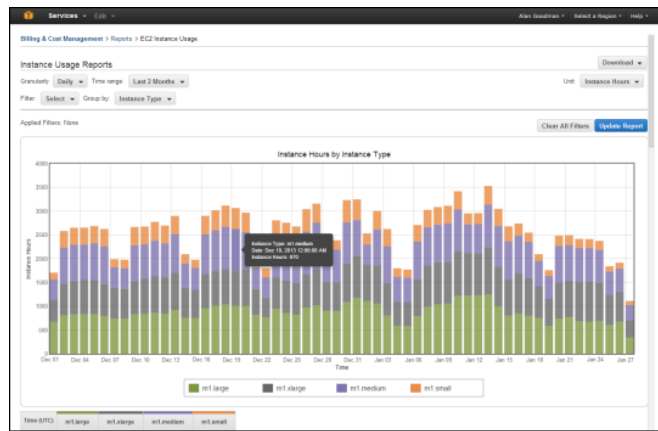 Services Edit
Alan Goodman Select a Region Help
Billing & Cost Management > Reports > EC2 Instance Usage
Instance Usage Reports
Download
Granularity Daily Time range: Last 2 Months
Unit: Instance Hours
Filter: Select Group by: Instance Type
Applied Filters: None
Clear All Filters Update Report
Instance Hours by Instance Type
4000
3500
3000
2500
2000
1500
1000
500
0
Instance Hours
Instance Type: m1.medium
Date: Dec 19, 2013 12:00:00 AM
Instance Hours: 879
Dec 01 Dec 04 Dec 07 Dec 10 Dec 13 Dec 16 Dec 19 Dec 22 Dec 25 Dec 28 Dec 31 Jan 03 Jan 06 Jan 09 Jan 12 Jan 15 Jan 18 Jan 21 Jan 24 Jan 27
Time
m1.large m1.xlarge m1.medium m1.small
Time (UTC) m1.large m1.xlarge m1.medium m1.small